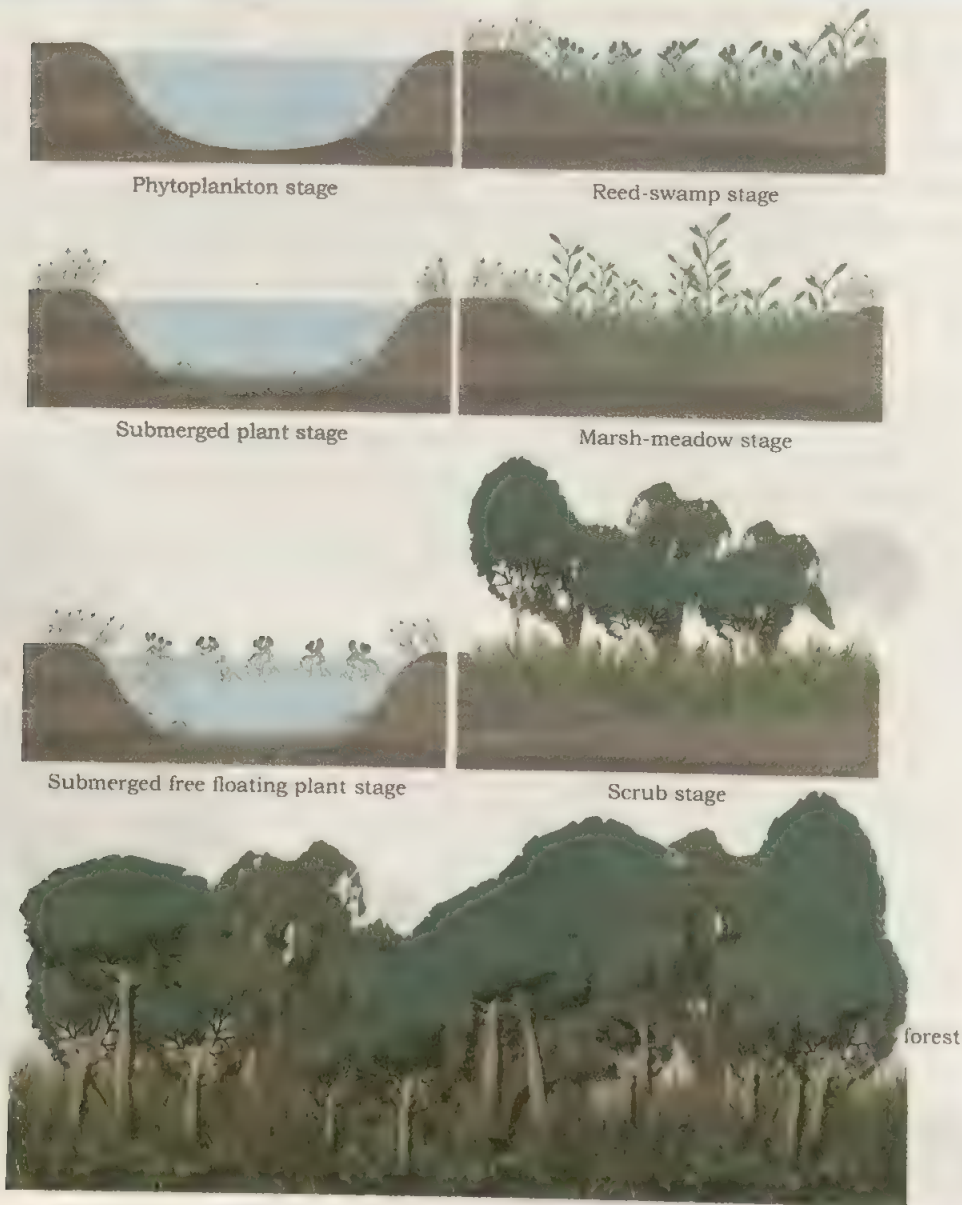 Phytoplankton stage
Reed-swamp stage
Submerged plant stage
Marsh-meadow stage
Submerged free floating plant stage
Scrub stage
forest